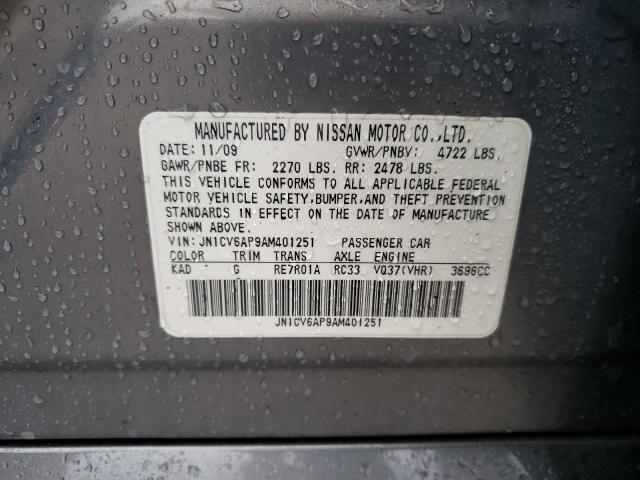 MANUFACTURED BY NISSAN MOTOR CO.,LTD.
DATE: 11/09 GVWR/PNBV: 4722 LBS.
GAWR/PNBE FR: 2270 LBS. RR: 2478 LBS.
THIS VEHICLE CONFORMS TO ALL APPLICABLE FEDERAL
MOTOR VEHICLE SAFETY,BUMPER,AND THEFT PREVENTION
STANDARDS IN EFFECT ON THE DATE OF MANUFACTURE
SHOWN ABOVE.
VIN: JN1CV6AP9AM401251 PASSENGER CAR
COLOR TRIM TRANS AXLE ENGINE
KAD G RE7R01A RC33 VQ37(VHR) 3696CC
JN1CV6AP9AM401251